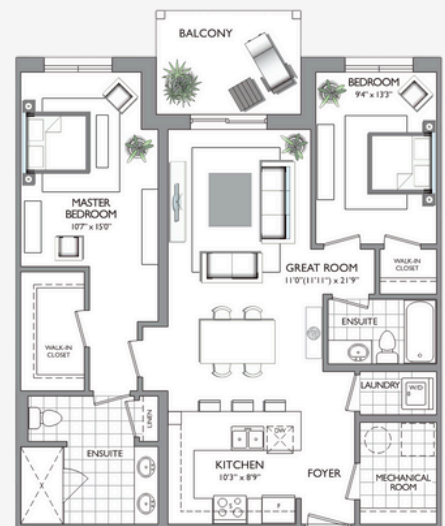 BALCONY
BEDROOM
9'4" x 13'3"
MASTER
BEDROOM
10'7" x 15'0"
GREAT ROOM
11'0"(11'11") x 21'9"
WALK-IN
CLOSET
ENSUITE
WALK-IN
CLOSET
LAUNDRY
W/D
LINEN
ENSUITE
DW
KITCHEN
10'3" x 8'9"
FOYER
MECHANICAL
ROOM
S
F